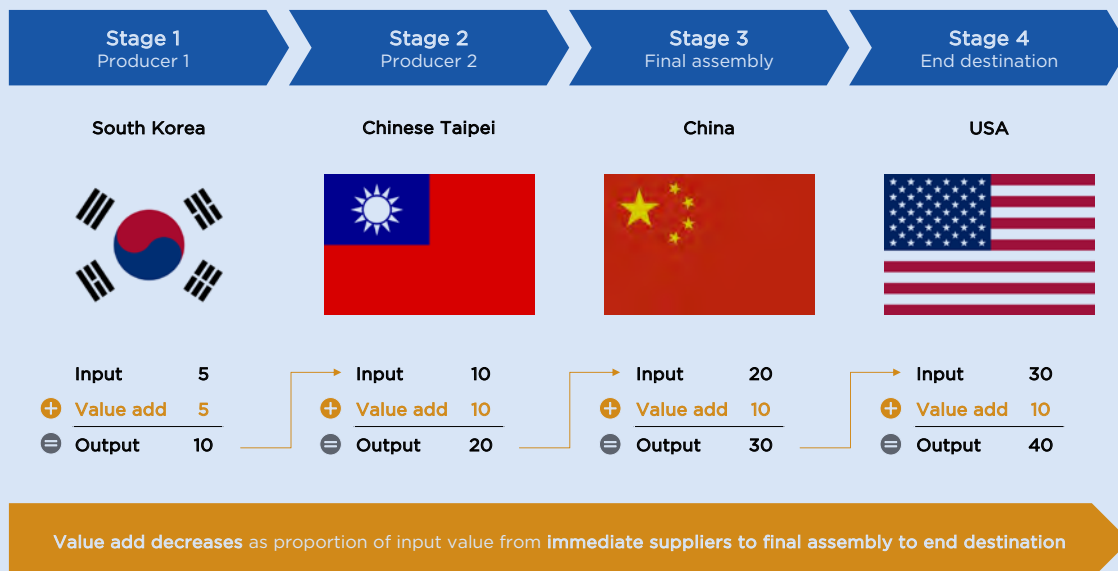 Stage 1
Producer 1
Stage 2
Producer 2
Stage 3
Final assembly
Stage 4
End destination
South Korea
Chinese Taipei
China
USA
Input 5
+ Value add 5
= Output 10
Input 10
+ Value add 10
= Output 20
Input 20
+ Value add 10
= Output 30
Input 30
+ Value add 10
= Output 40
Value add decreases as proportion of input value from immediate suppliers to final assembly to end destination